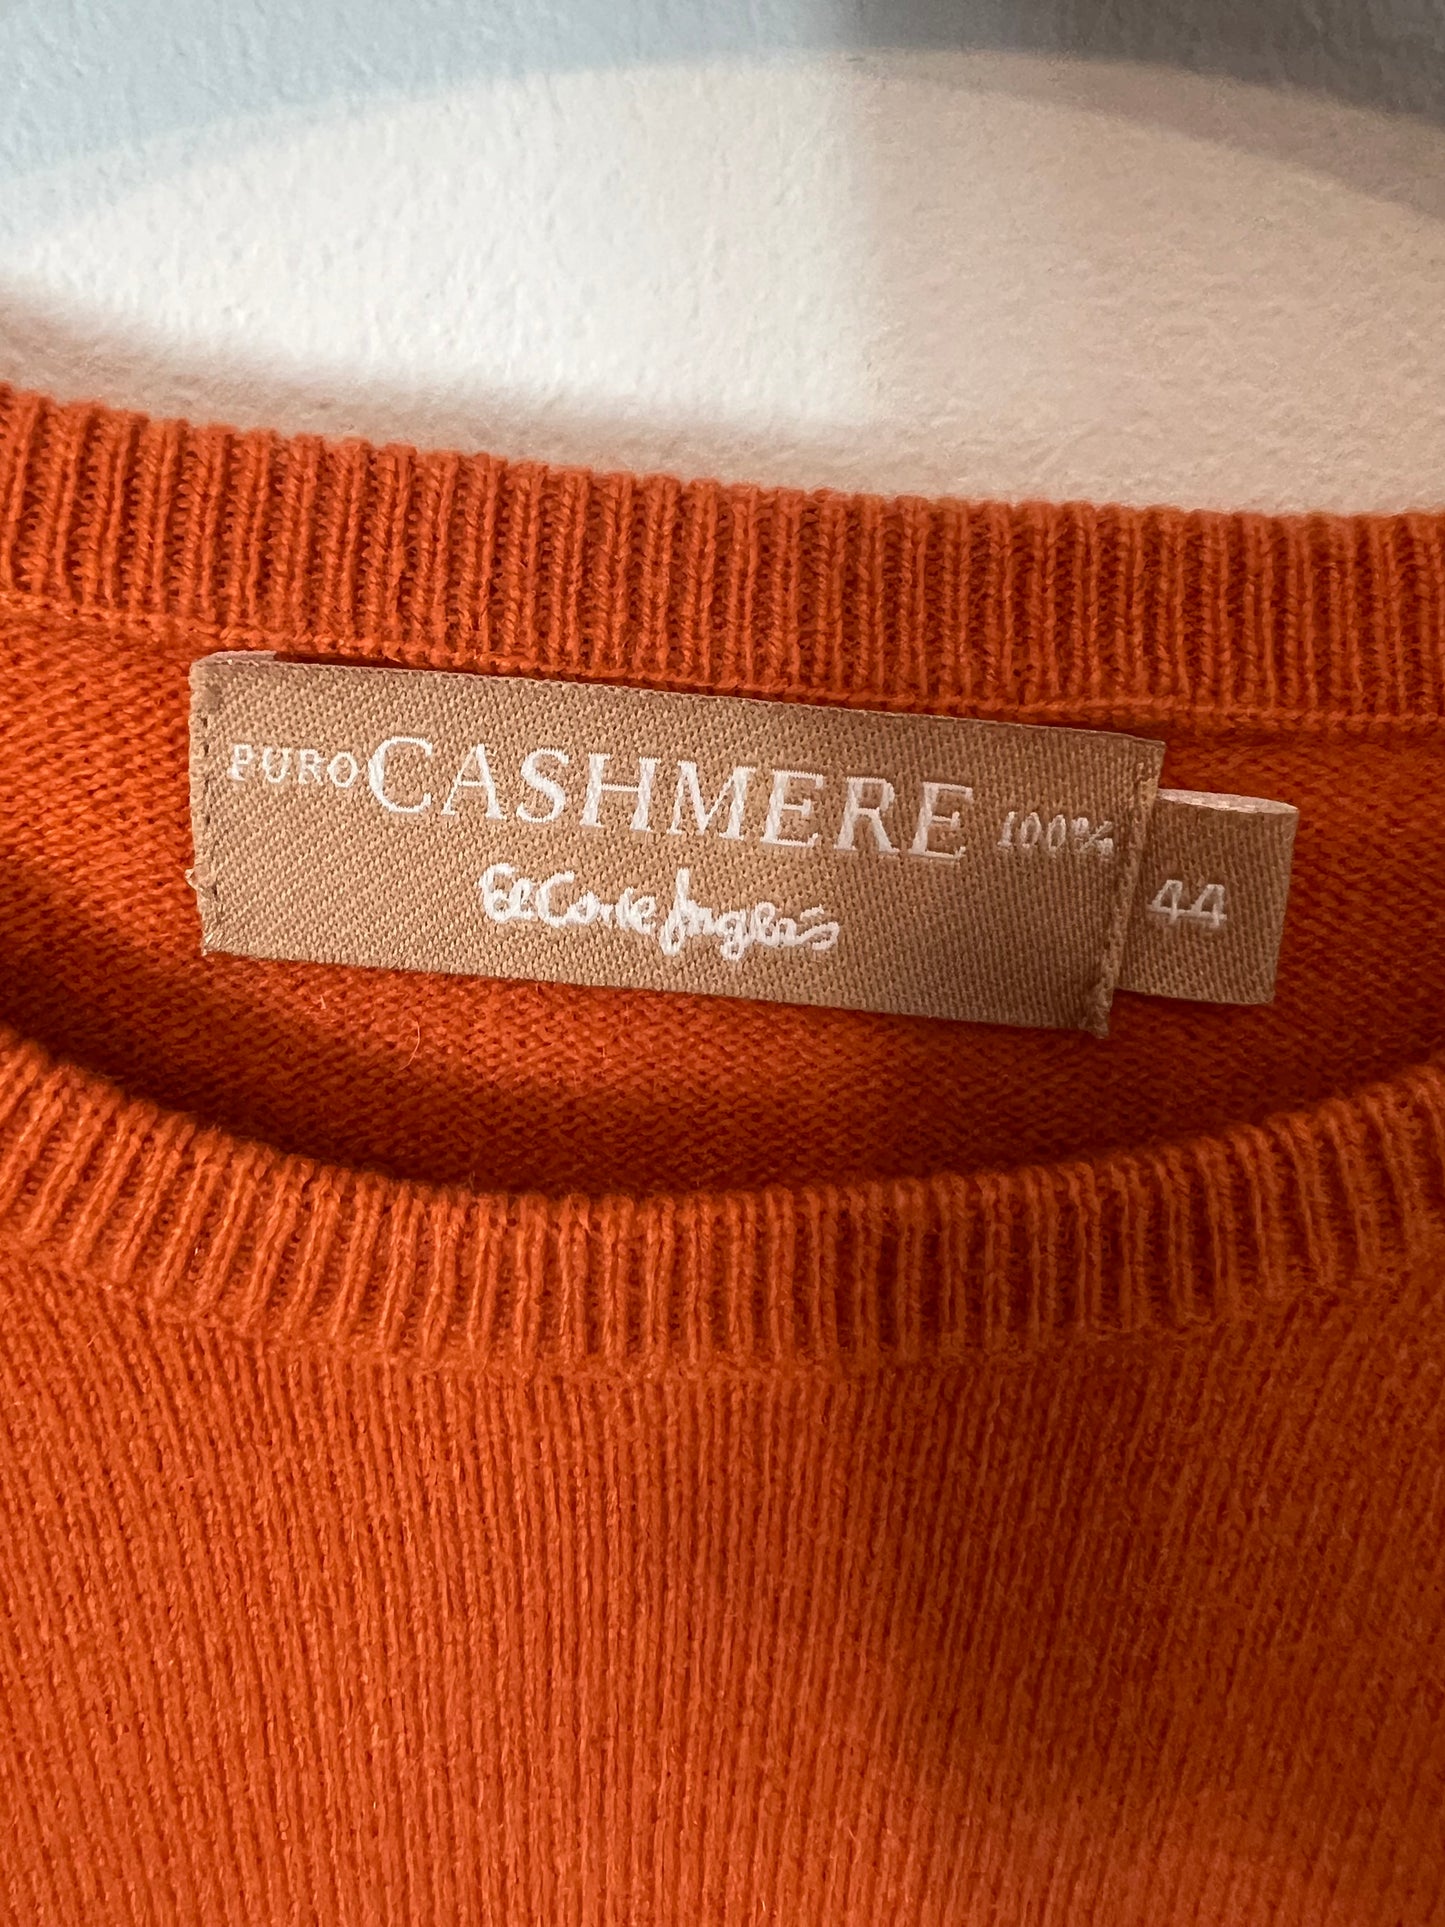 PURO CASHMERE 100%
El Corte Inglés
44